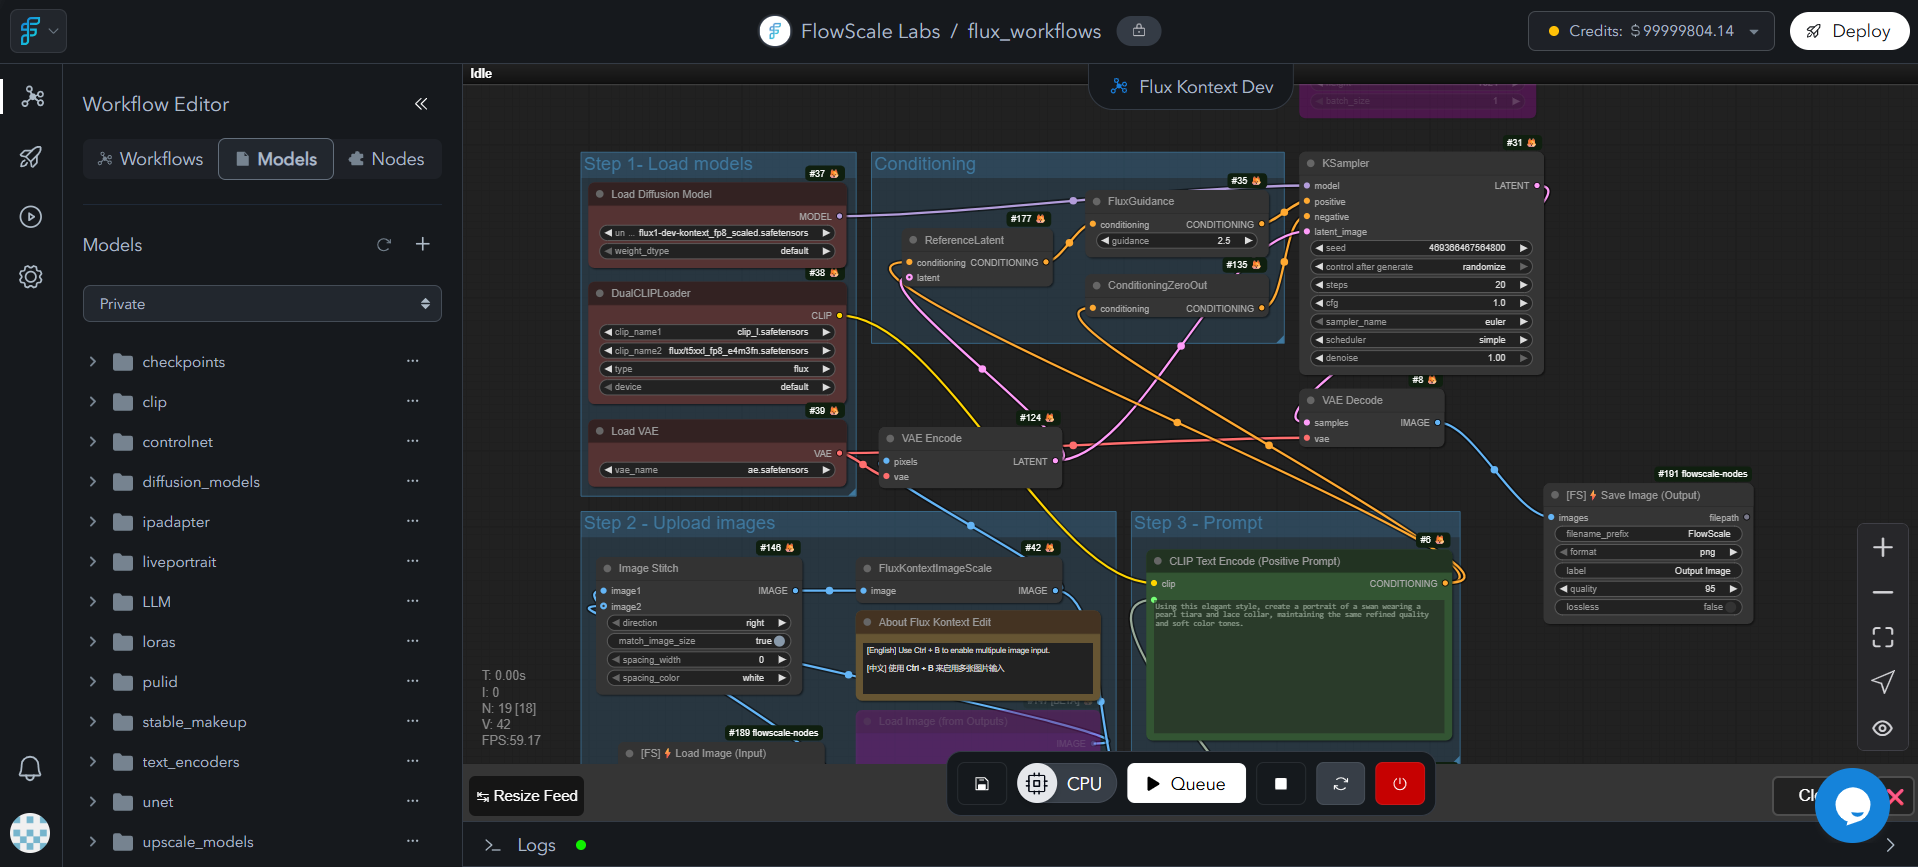 FlowScale Labs / flux_workflows
Credits: $ 99999804.14
Deploy
Idle
Flux Kontext Dev
Workflow Editor
Workflows
Models
Nodes
Models
Private
checkpoints
clip
controlnet
diffusion_models
ipadapter
liveportrait
LLM
loras
pulid
stable_makeup
text_encoders
unet
upscale_models
batch_size 1
Step 1- Load models
#37
Load Diffusion Model
MODEL
un ... flux1-dev-kontext_fp8_scaled.safetensors
weight_dtype default
#38
DualCLIPLoader
CLIP
clip_name1 clip_l.safetensors
clip_name2 flux/t5xxl_fp8_e4m3fn.safetensors
type flux
device default
#39
Load VAE
VAE
vae_name ae.safetensors
Conditioning
#35
FluxGuidance
conditioning CONDITIONING
guidance 2.5
#177
ReferenceLatent
conditioning CONDITIONING
latent
#135
ConditioningZeroOut
conditioning CONDITIONING
#31
KSampler
model LATENT
positive
negative
latent_image
seed 469366467564800
control after generate randomize
steps 20
cfg 1.0
sampler_name euler
scheduler simple
denoise 1.00
#8
VAE Decode
samples IMAGE
vae
#124
VAE Encode
pixels LATENT
vae
#191 flowscale-nodes
[FS] Save Image (Output)
images filepath
filename_prefix FlowScale
format png
label Output Image
quality 95
lossless false
Step 2 - Upload images
#146
Image Stitch
image1 IMAGE
image2
direction right
match_image_size true
spacing_width 0
spacing_color white
#42
FluxKontextImageScale
image IMAGE
About Flux Kontext Edit
[English] Use Ctrl + B to enable multipule image input.
[中文] 使用 Ctrl + B 来启用多张图片输入
Load Image (from Outputs)
IMAGE
#189 flowscale-nodes
[FS] Load Image (Input)
Step 3 - Prompt
#6
CLIP Text Encode (Positive Prompt)
clip CONDITIONING
Using this elegant style, create a portrait of a swan wearing a
pearl tiara and lace collar, maintaining the same refined quality
and soft color tones.
T: 0.00s
I: 0
N: 19 [18]
V: 42
FPS:59.17
Resize Feed
CPU
Queue
Logs